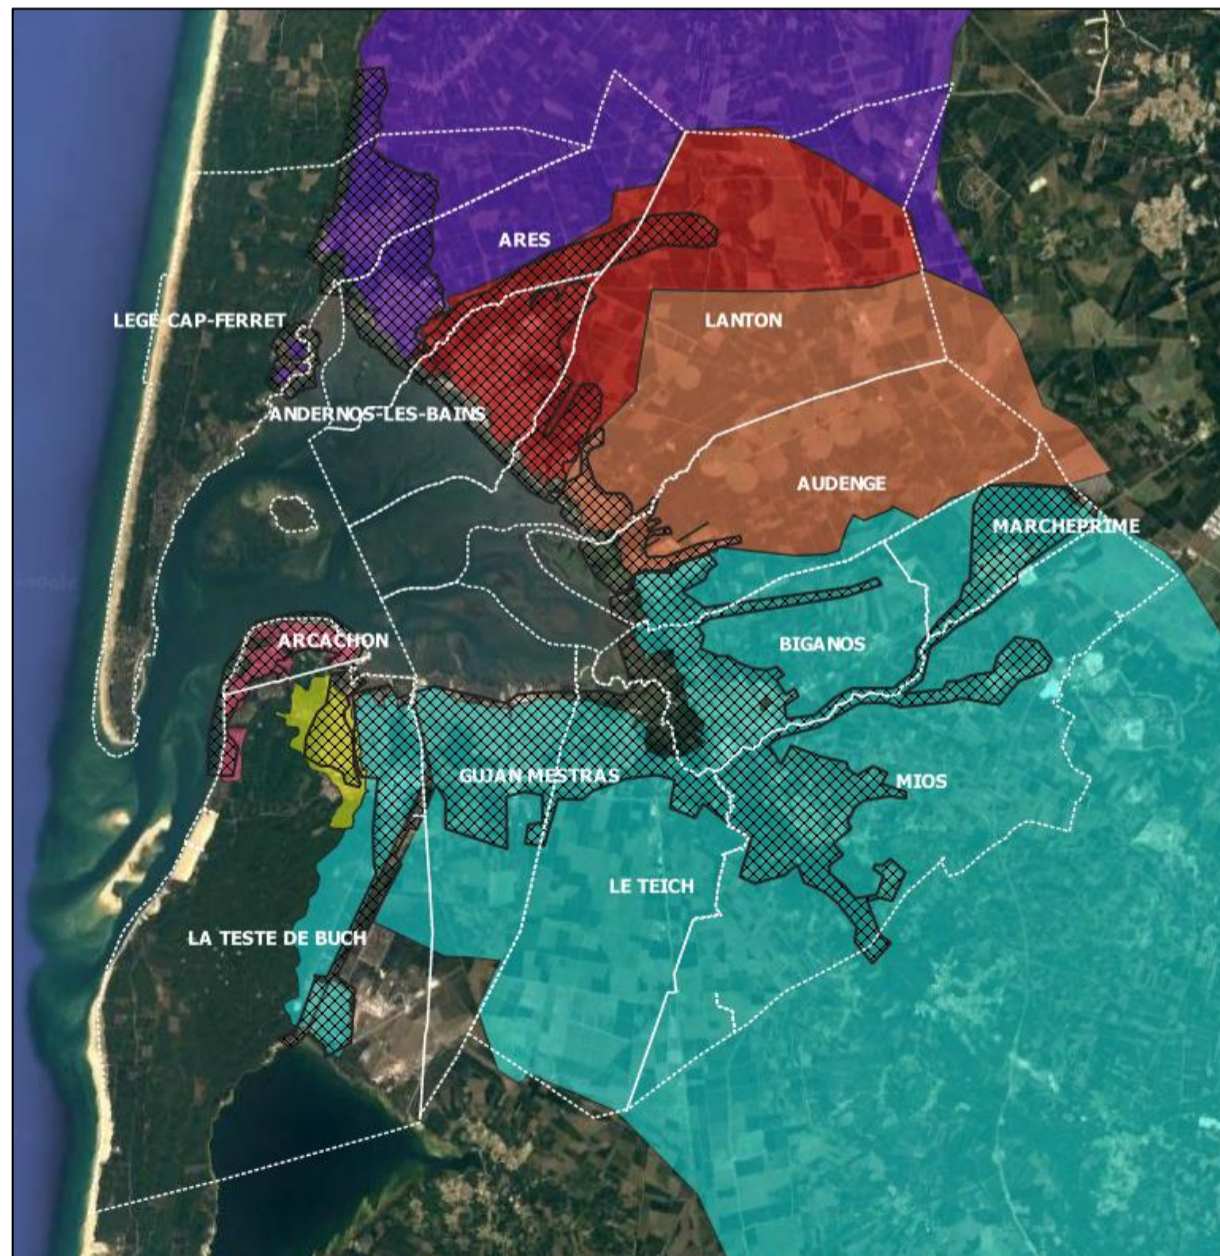 ARES
LEGE-CAP-FERRET
LANTON
ANDERNOS-LES-BAINS
AUDENGE
MARCHEPRIME
ARCACHON
BIGANOS
GUJAN MESTRAS
MIOS
LE TEICH
LA TESTE DE BUCH